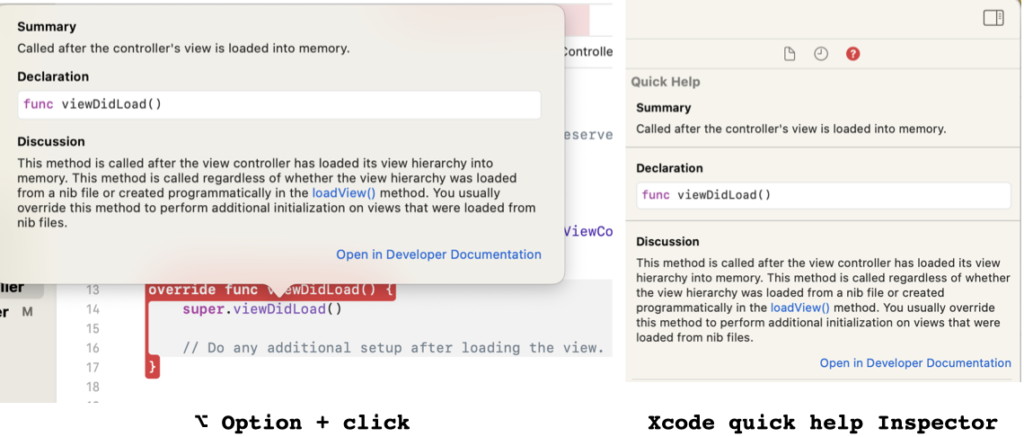 Summary
Called after the controller's view is loaded into memory.
Declaration
func viewDidLoad()
Discussion
This method is called after the view controller has loaded its view hierarchy into
memory. This method is called regardless of whether the view hierarchy was loaded
from a nib file or created programmatically in the loadView() method. You usually
override this method to perform additional initialization on views that were loaded from
nib files.
Open in Developer Documentation
Controlle
eserve
ViewCo
ller
er M
13 override func viewDidLoad() {
14 super.viewDidLoad()
15
16 // Do any additional setup after loading the view.
17 }
18
⌥ Option + click
Quick Help
Summary
Called after the controller's view is loaded into memory.
Declaration
func viewDidLoad()
Discussion
This method is called after the view controller has loaded its view
hierarchy into memory. This method is called regardless of whether
the view hierarchy was loaded from a nib file or created
programmatically in the loadView() method. You usually override
this method to perform additional initialization on views that were
loaded from nib files.
Open in Developer Documentation
Xcode quick help Inspector